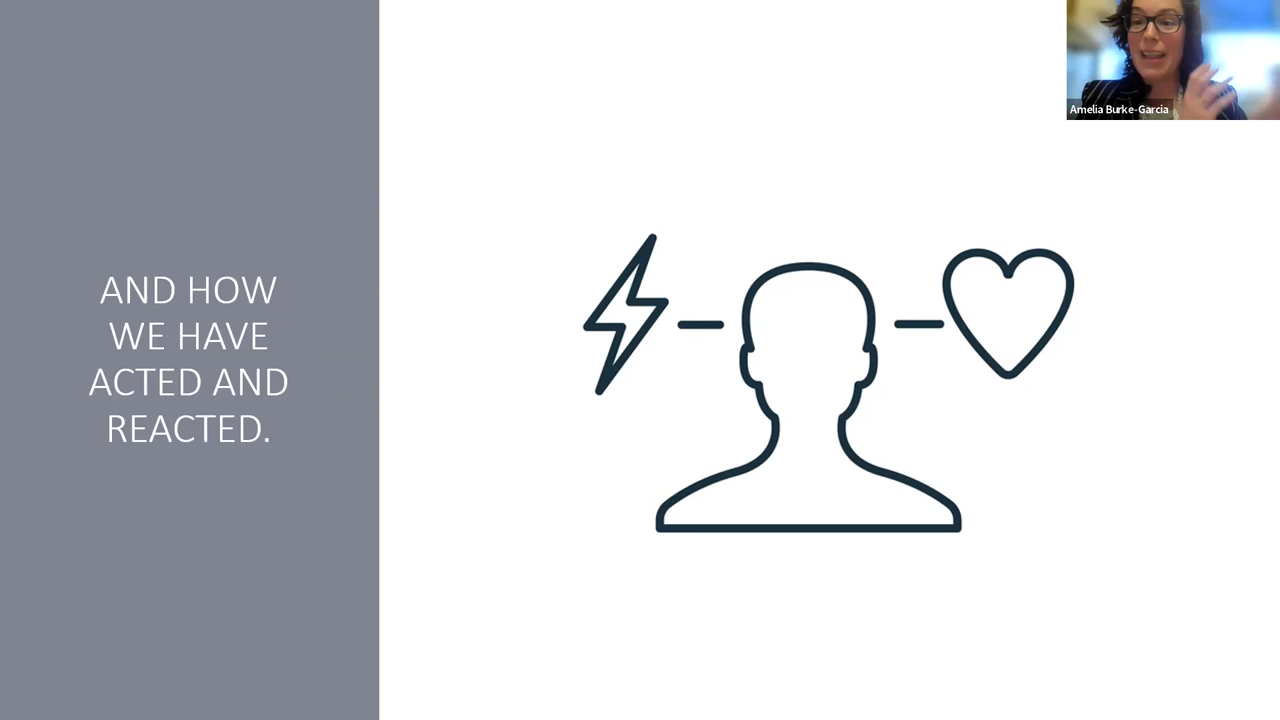 AND HOW
WE HAVE
ACTED AND
REACTED.
Amelia Burke-Garcia